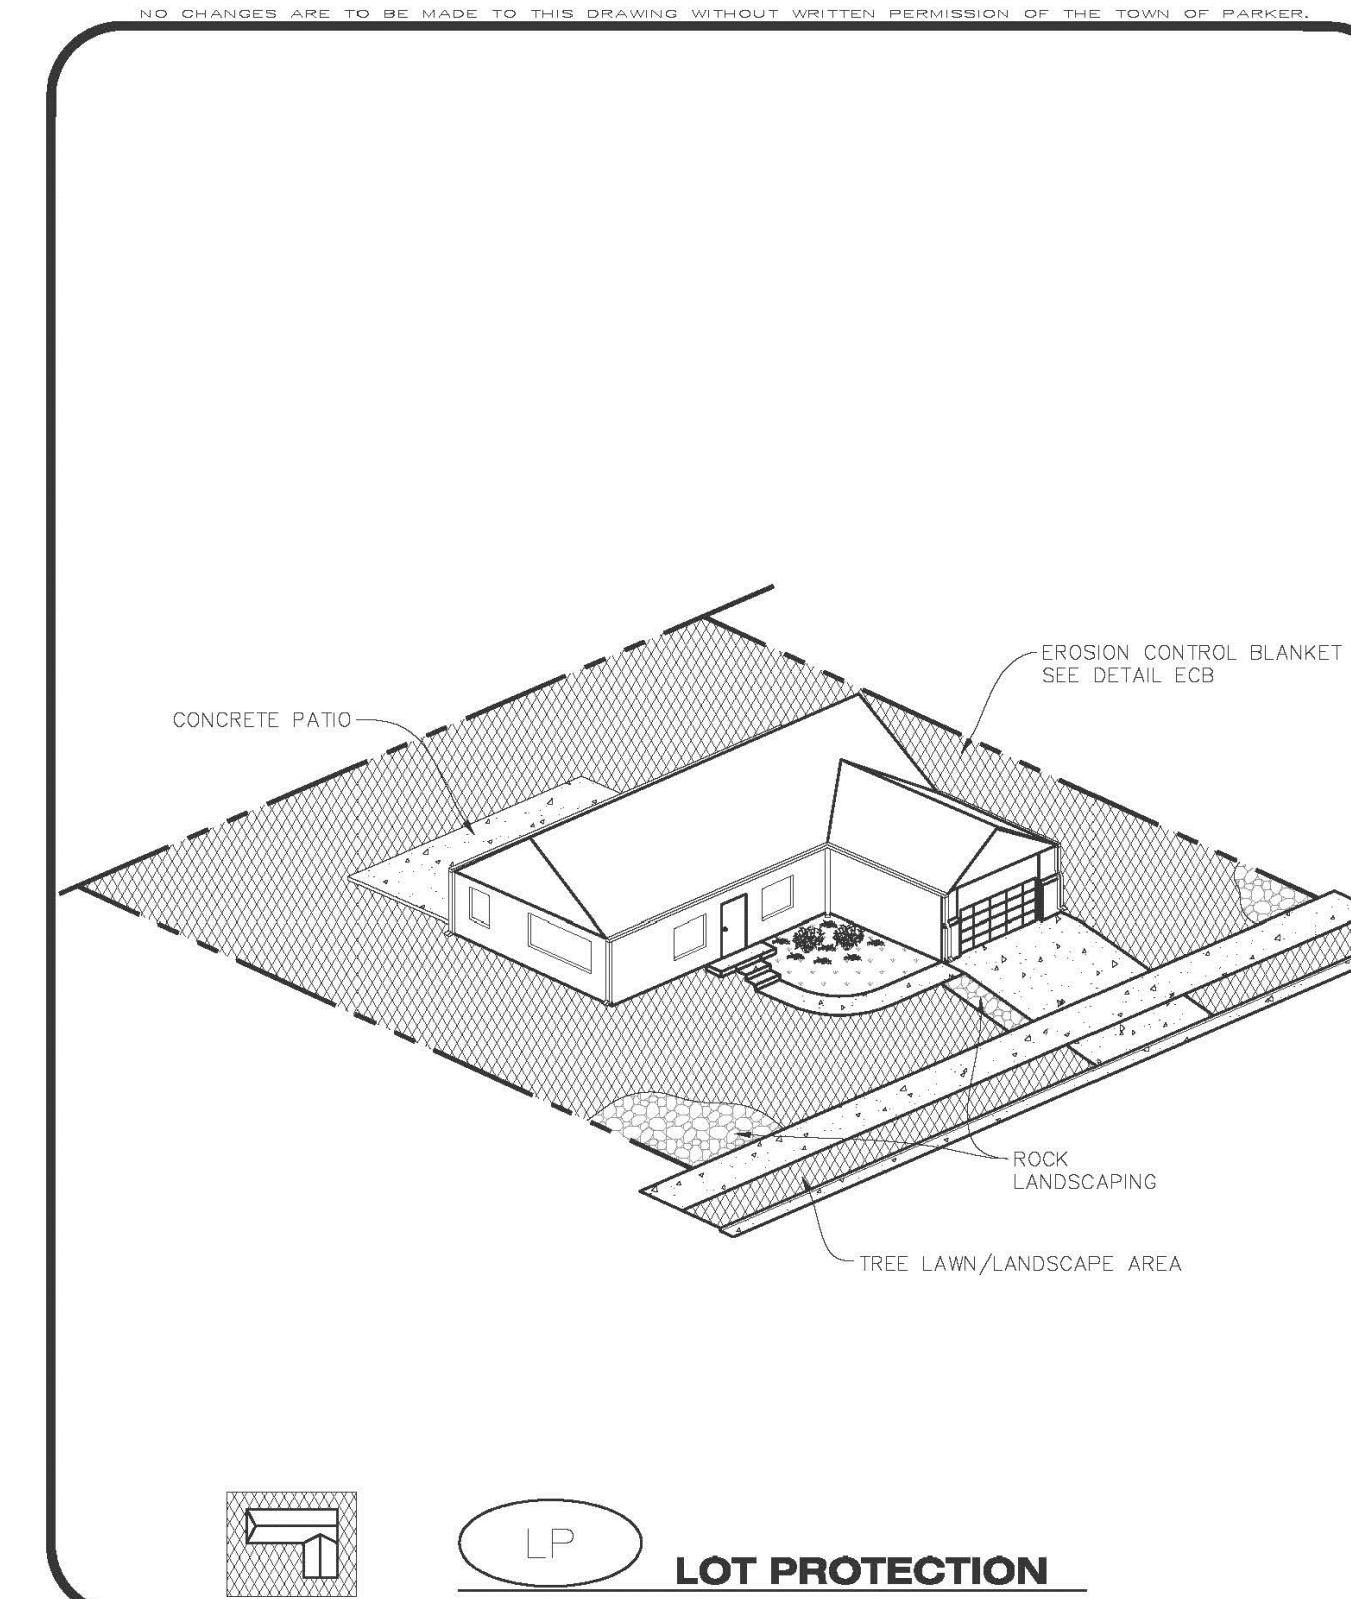 NO CHANGES ARE TO BE MADE TO THIS DRAWING WITHOUT WRITTEN PERMISSION OF THE TOWN OF PARKER.
EROSION CONTROL BLANKET
SEE DETAIL ECB
CONCRETE PATIO
ROCK
LANDSCAPING
TREE LAWN/LANDSCAPE AREA
LP
LOT PROTECTION